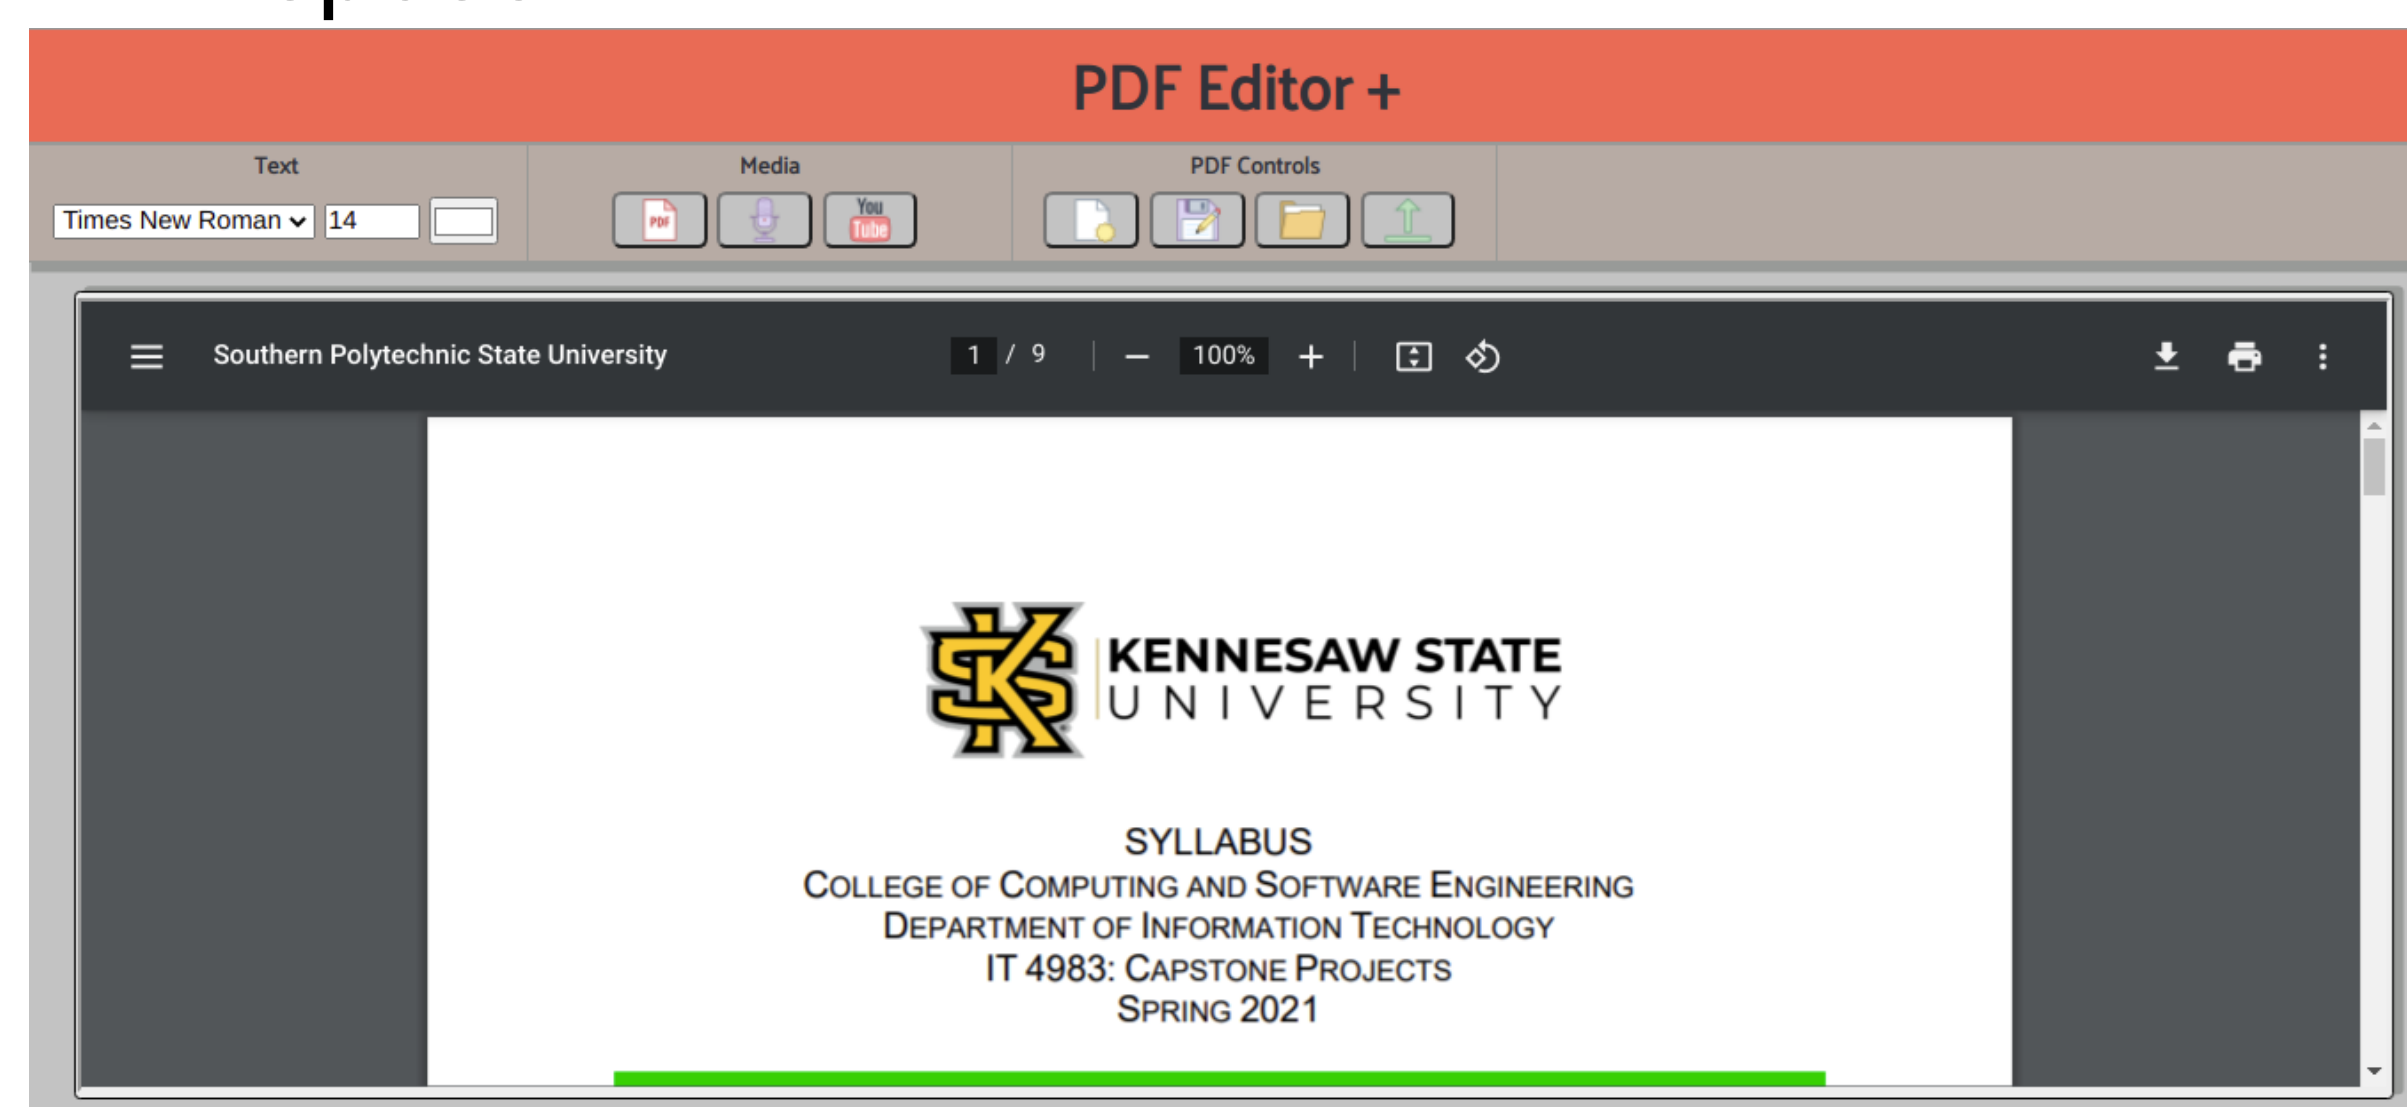 PDF Editor +
Text
Media
PDF Controls
Times New Roman
14
PDF
You
Tube
Southern Polytechnic State University
1 / 9
100%
KS
KENNESAW STATE
UNIVERSITY
SYLLABUS
COLLEGE OF COMPUTING AND SOFTWARE ENGINEERING
DEPARTMENT OF INFORMATION TECHNOLOGY
IT 4983: CAPSTONE PROJECTS
SPRING 2021